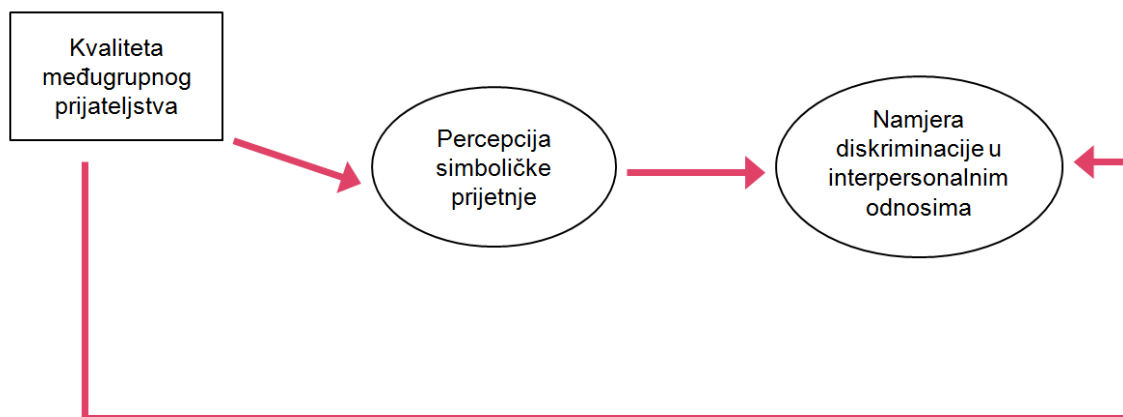 Kvaliteta
međugrupnog
prijateljstva
Percepcija
simboličke
prijetnje
Namjera
diskriminacije u
interpersonalnim
odnosima